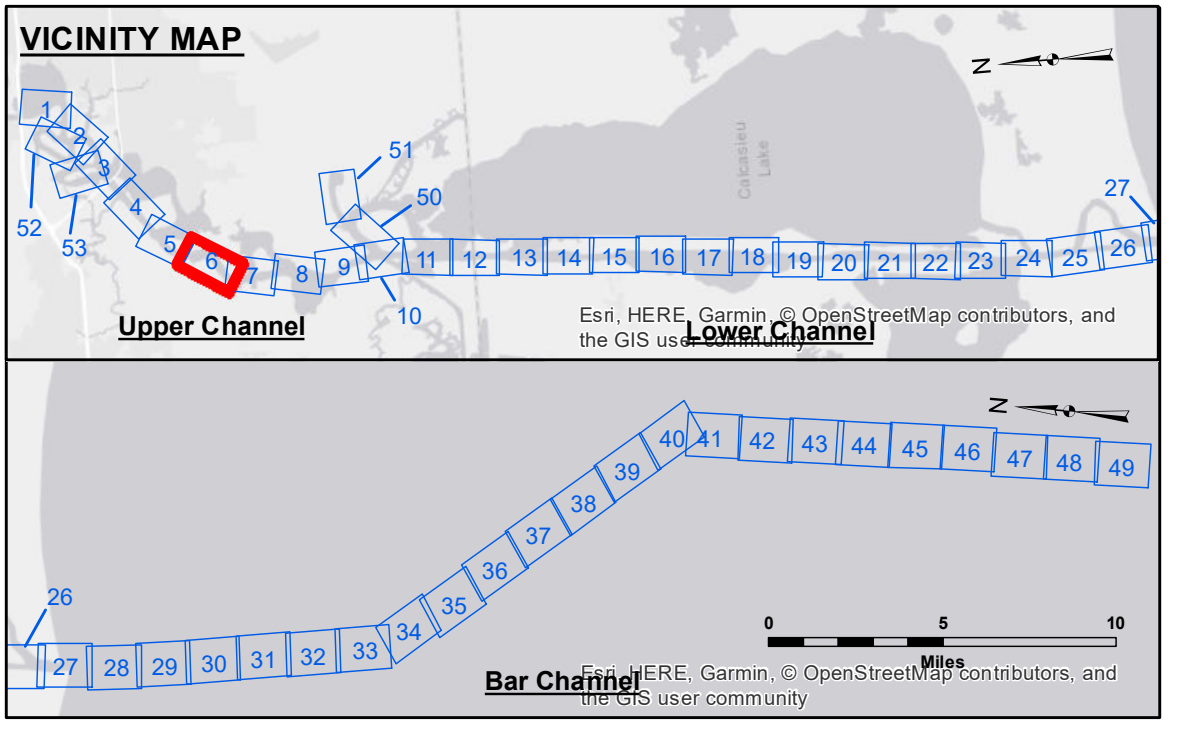 VICINITY MAP
N
1
2
3
4
5
6
7
8
9
10
11 12 13 14 15 16 17 18 19 20 21 22 23 24 25 26
27
50
51
52
53
Calcasieu
Lake
Upper Channel
Lower Channel
Esri, HERE, Garmin, © OpenStreetMap contributors, and
the GIS user community
N
26
27 28 29 30 31 32 33 34 35 36 37 38 39 40 41 42 43 44 45 46 47 48 49
0 5 10
Miles
Bar Channel
Esri, HERE, Garmin, © OpenStreetMap contributors, and
the GIS user community